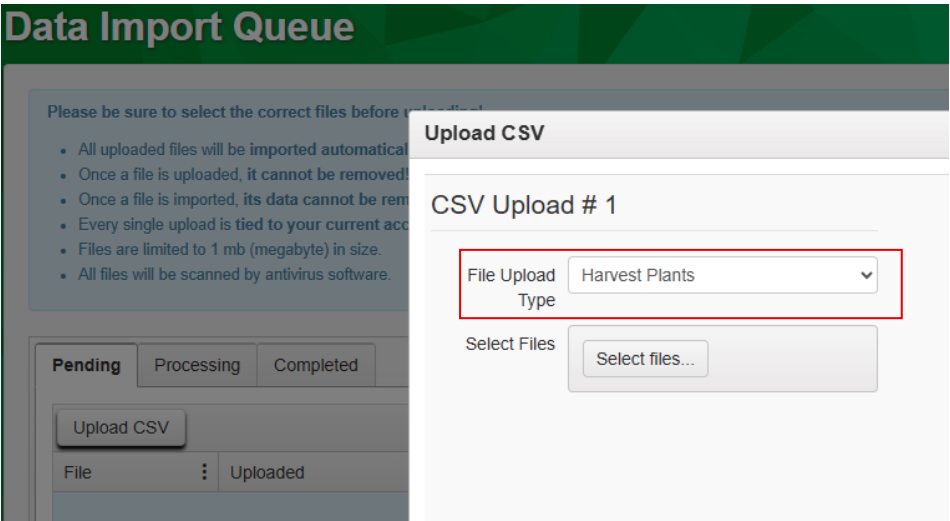 Data Import Queue
Please be sure to select the correct files before
All uploaded files will be imported
Once a file is uploaded, it cannot be removed!
Once a file is imported, its data cannot be
Every single upload is tied to your current
Files are limited to 1 mb (megabyte) in size.
All files will be scanned by antivirus software.
Pending Processing Completed
Upload CSV
File Uploaded
Upload CSV
CSV Upload # 1
File Upload Type Harvest Plants
Select Files Select files...